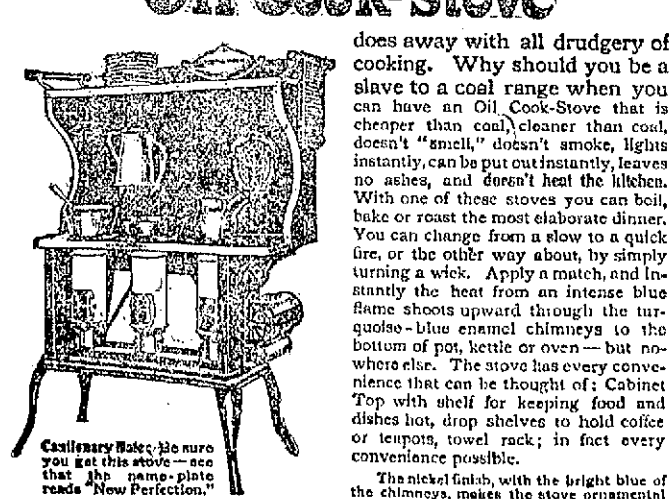 Oil Cook-Stove
does away with all drudgery of
cooking. Why should you be a
slave to a coal range when you
can have an Oil Cook-Stove that is
cheaper than coal, cleaner than coal,
doesn't "smell," doesn't smoke, lights
instantly, can be put out instantly, leaves
no ashes, and doesn't heat the kitchen.
With one of these stoves you can boil,
bake or roast the most elaborate dinner.
You can change from a slow to a quick
fire, or the other way about, by simply
turning a wick. Apply a match, and in-
stantly the heat from an intense blue
flame shoots upward through the tur-
quoise-blue enamel chimneys to the
bottom of pot, kettle or oven — but no-
where else. The stove has every conve-
nience that can be thought of: Cabinet
Top with shelf for keeping food and
dishes hot, drop shelves to hold coffee
or teapots, towel rack; in fact every
convenience possible.
The nickel finish, with the bright blue of
the chimneys, makes the stove ornamental
Cautionary Note: Be sure
you get this stove — see
that the name-plate
reads "New Perfection."